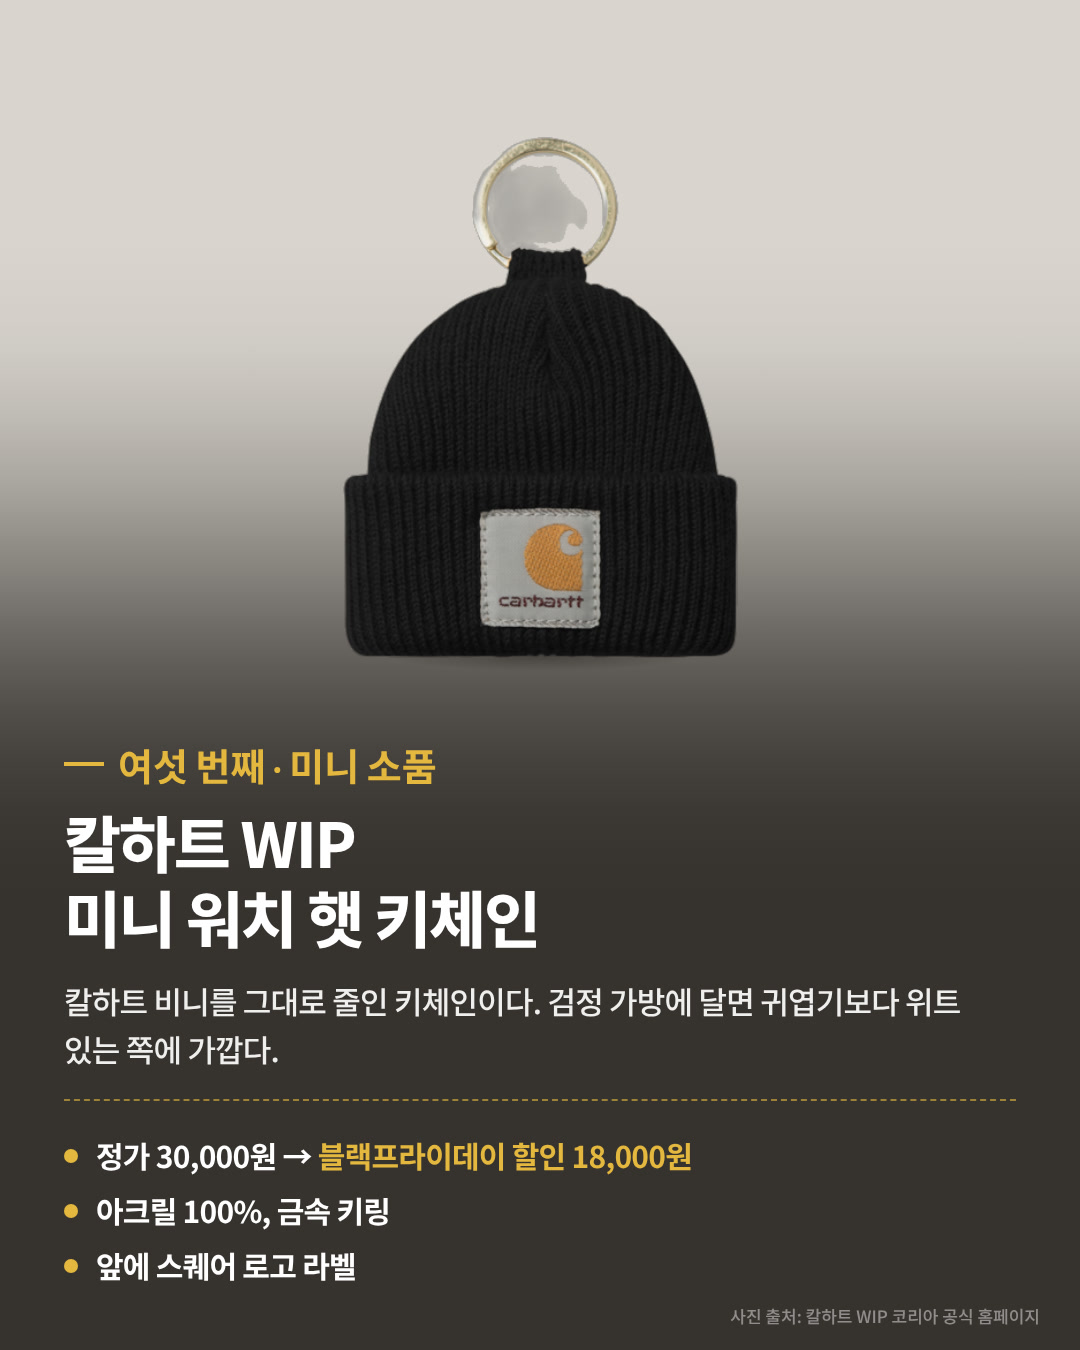 carhartt
여섯 번째 · 미니 소품
칼하트 WIP
미니 워치 햇 키체인
칼하트 비니를 그대로 줄인 키체인이다. 검정 가방에 달면 귀엽기보다 위트
있는 쪽에 가깝다.
정가 30,000원 → 블랙프라이데이 할인 18,000원
아크릴 100%, 금속 키링
앞에 스퀘어 로고 라벨
사진 출처: 칼하트 WIP 코리아 공식 홈페이지